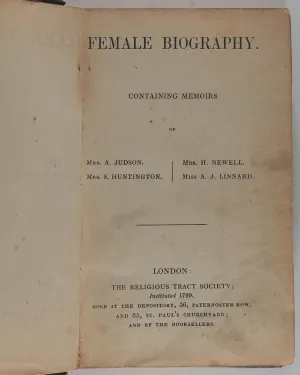 FEMALE BIOGRAPHY.
CONTAINING MEMOIRS
OF
MRS. A. JUDSON.
MRS. S. HUNTINGTON.
MRS. H. NEWELL.
MISS A. J. LINNARD.
LONDON:
THE RELIGIOUS TRACT SOCIETY;
Instituted 1799.
SOLD AT THE DEPOSITORY, 56, PATERNOSTER-ROW;
AND 65, ST. PAUL'S CHURCHYARD;
AND BY THE BOOKSELLERS.